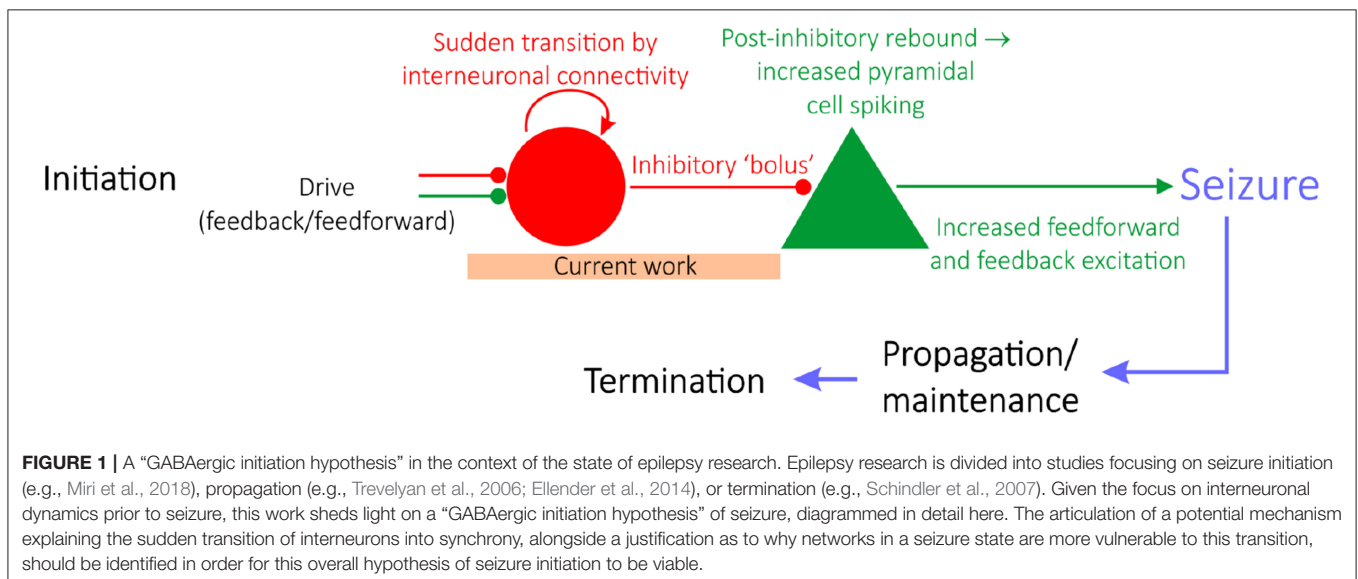 Sudden transition by
interneuronal connectivity
Post-inhibitory rebound →
increased pyramidal
cell spiking
Initiation
Drive
(feedback/feedforward)
Inhibitory 'bolus'
Seizure
Increased feedforward
and feedback excitation
Current work
Propagation/
maintenance
Termination
FIGURE 1 | A “GABAergic initiation hypothesis” in the context of the state of epilepsy research. Epilepsy research is divided into studies focusing on seizure initiation
(e.g., Miri et al., 2018), propagation (e.g., Trevelyan et al., 2006; Ellender et al., 2014), or termination (e.g., Schindler et al., 2007). Given the focus on interneuronal
dynamics prior to seizure, this work sheds light on a “GABAergic initiation hypothesis” of seizure, diagrammed in detail here. The articulation of a potential mechanism
explaining the sudden transition of interneurons into synchrony, alongside a justification as to why networks in a seizure state are more vulnerable to this transition,
should be identified in order for this overall hypothesis of seizure initiation to be viable.